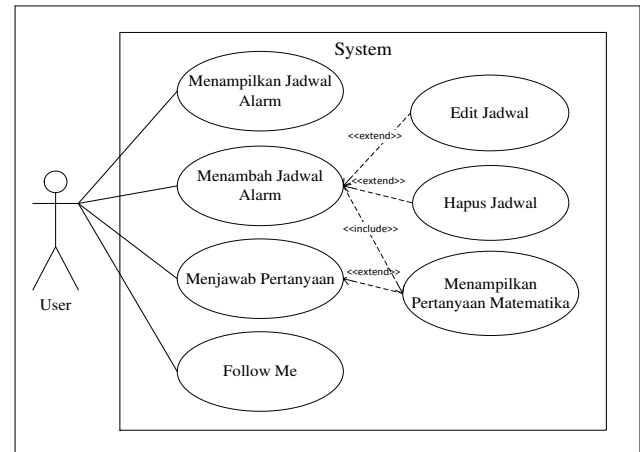 System
Menampilkan Jadwal
Alarm
Edit Jadwal
<<extend>>
Menambah Jadwal
Alarm
<<extend>>
Hapus Jadwal
<<include>>
Menjawab Pertanyaan
<<extend>>
Menampilkan
Pertanyaan Matematika
User
Follow Me